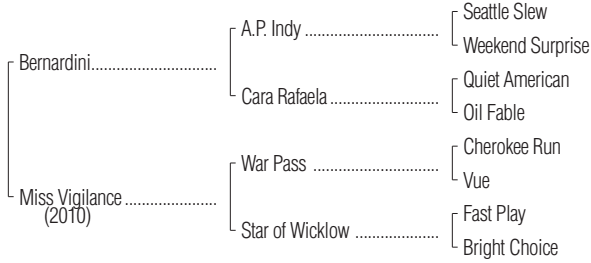 Seattle Slew
A.P. Indy ..............................
Weekend Surprise
Bernardini............................
Quiet American
Cara Rafaela ........................
Oil Fable
Cherokee Run
War Pass ............................
Vue
Miss Vigilance .....................
(2010)
Fast Play
Star of Wicklow ...................
Bright Choice